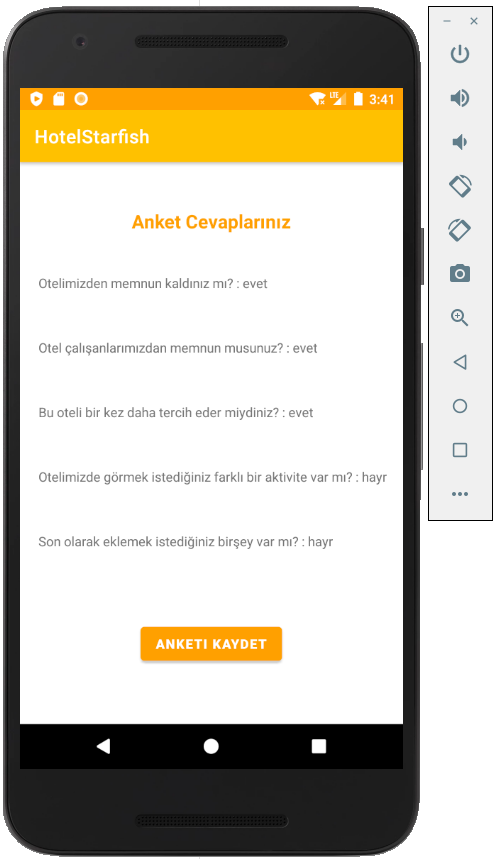 LTE 3:41
HotelStarfish
Anket Cevaplarınız
Otelimizden memnun kaldınız mı? : evet
Otel çalışanlarımızdan memnun musunuz? : evet
Bu oteli bir kez daha tercih eder miydiniz? : evet
Otelimizde görmek istediğiniz farklı bir aktivite var mı? : hayr
Son olarak eklemek istediğiniz birşey var mı? : hayr
ANKETI KAYDET